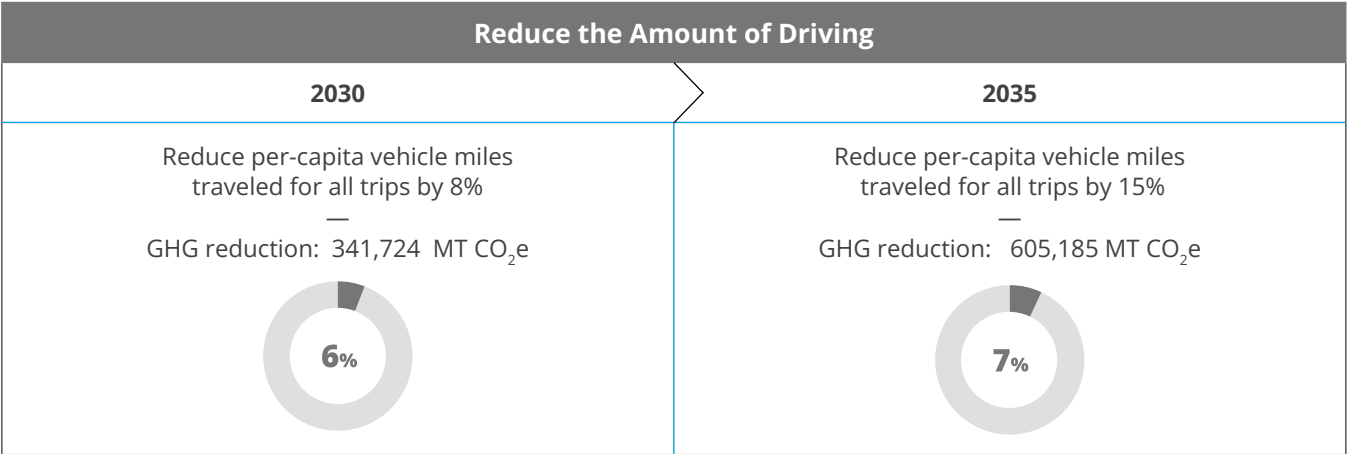 Reduce the Amount of Driving
2030
2035
Reduce per-capita vehicle miles
traveled for all trips by 8%
—
GHG reduction: 341,724 MT CO₂e
6%
Reduce per-capita vehicle miles
traveled for all trips by 15%
—
GHG reduction: 605,185 MT CO₂e
7%